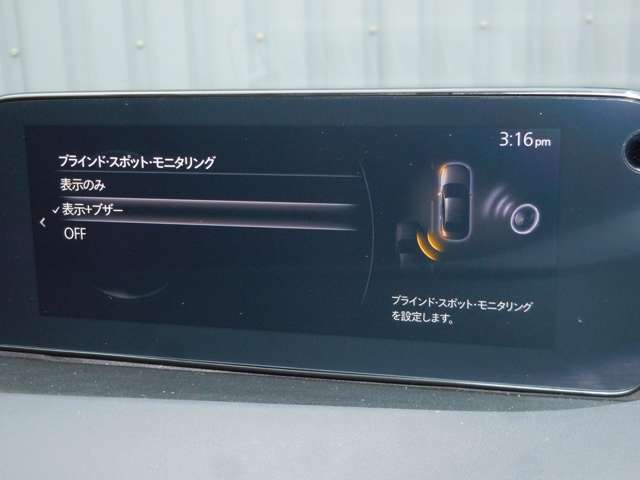 3:16pm
ブラインド・スポット・モニタリング
表示のみ
表示+ブザー
OFF
ブラインド・スポット・モニタリング
を設定します。